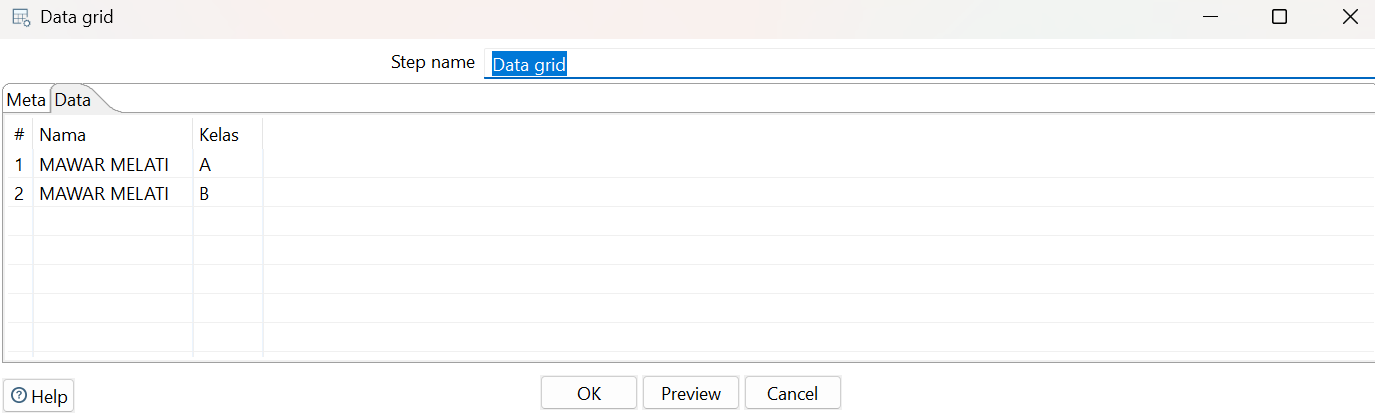 Data grid
Step name Data grid
Meta Data
# Nama Kelas
1 MAWAR MELATI A
2 MAWAR MELATI B
Help OK Preview Cancel